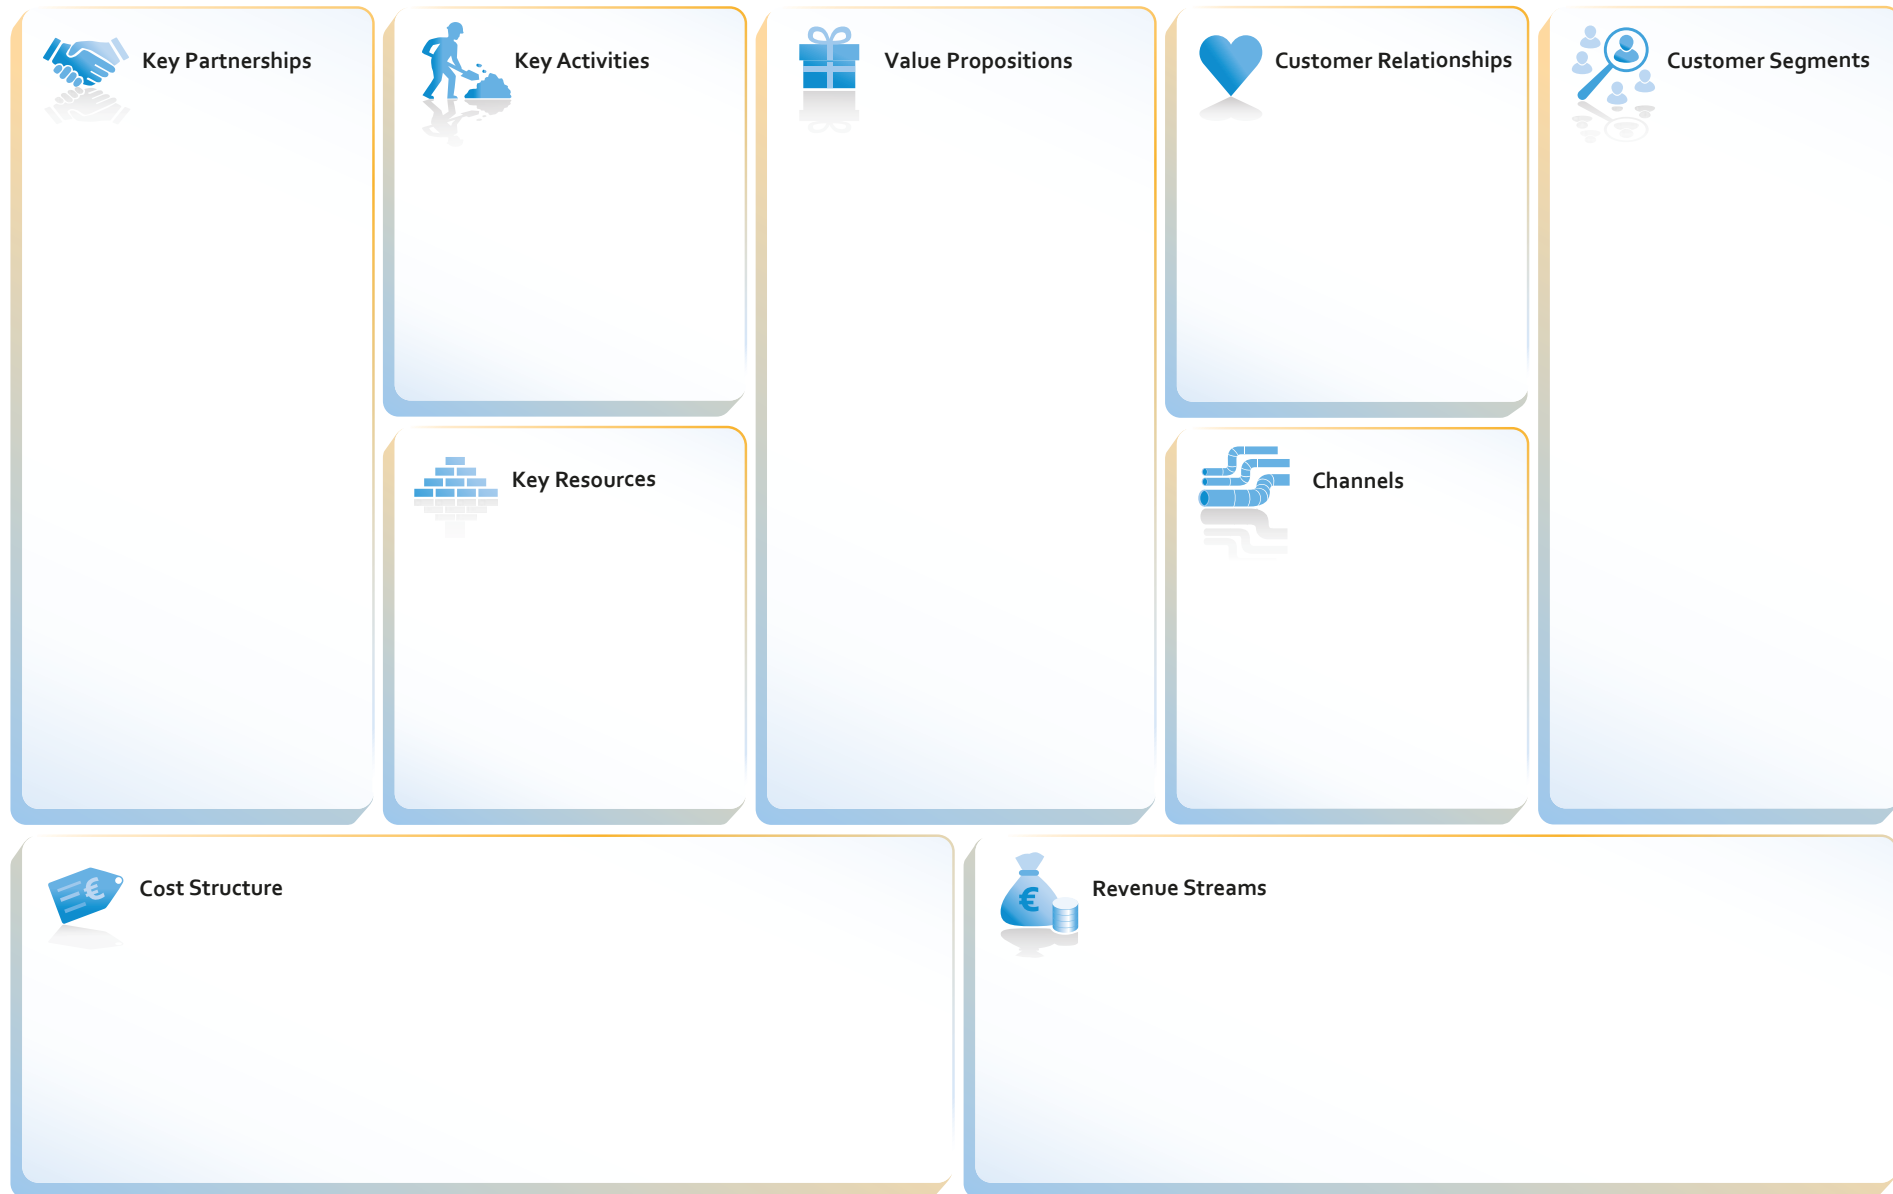 Key Partnerships
Key Activities
Value Propositions
Customer Relationships
Customer Segments
Key Resources
Channels
Cost Structure
€
Revenue Streams
€